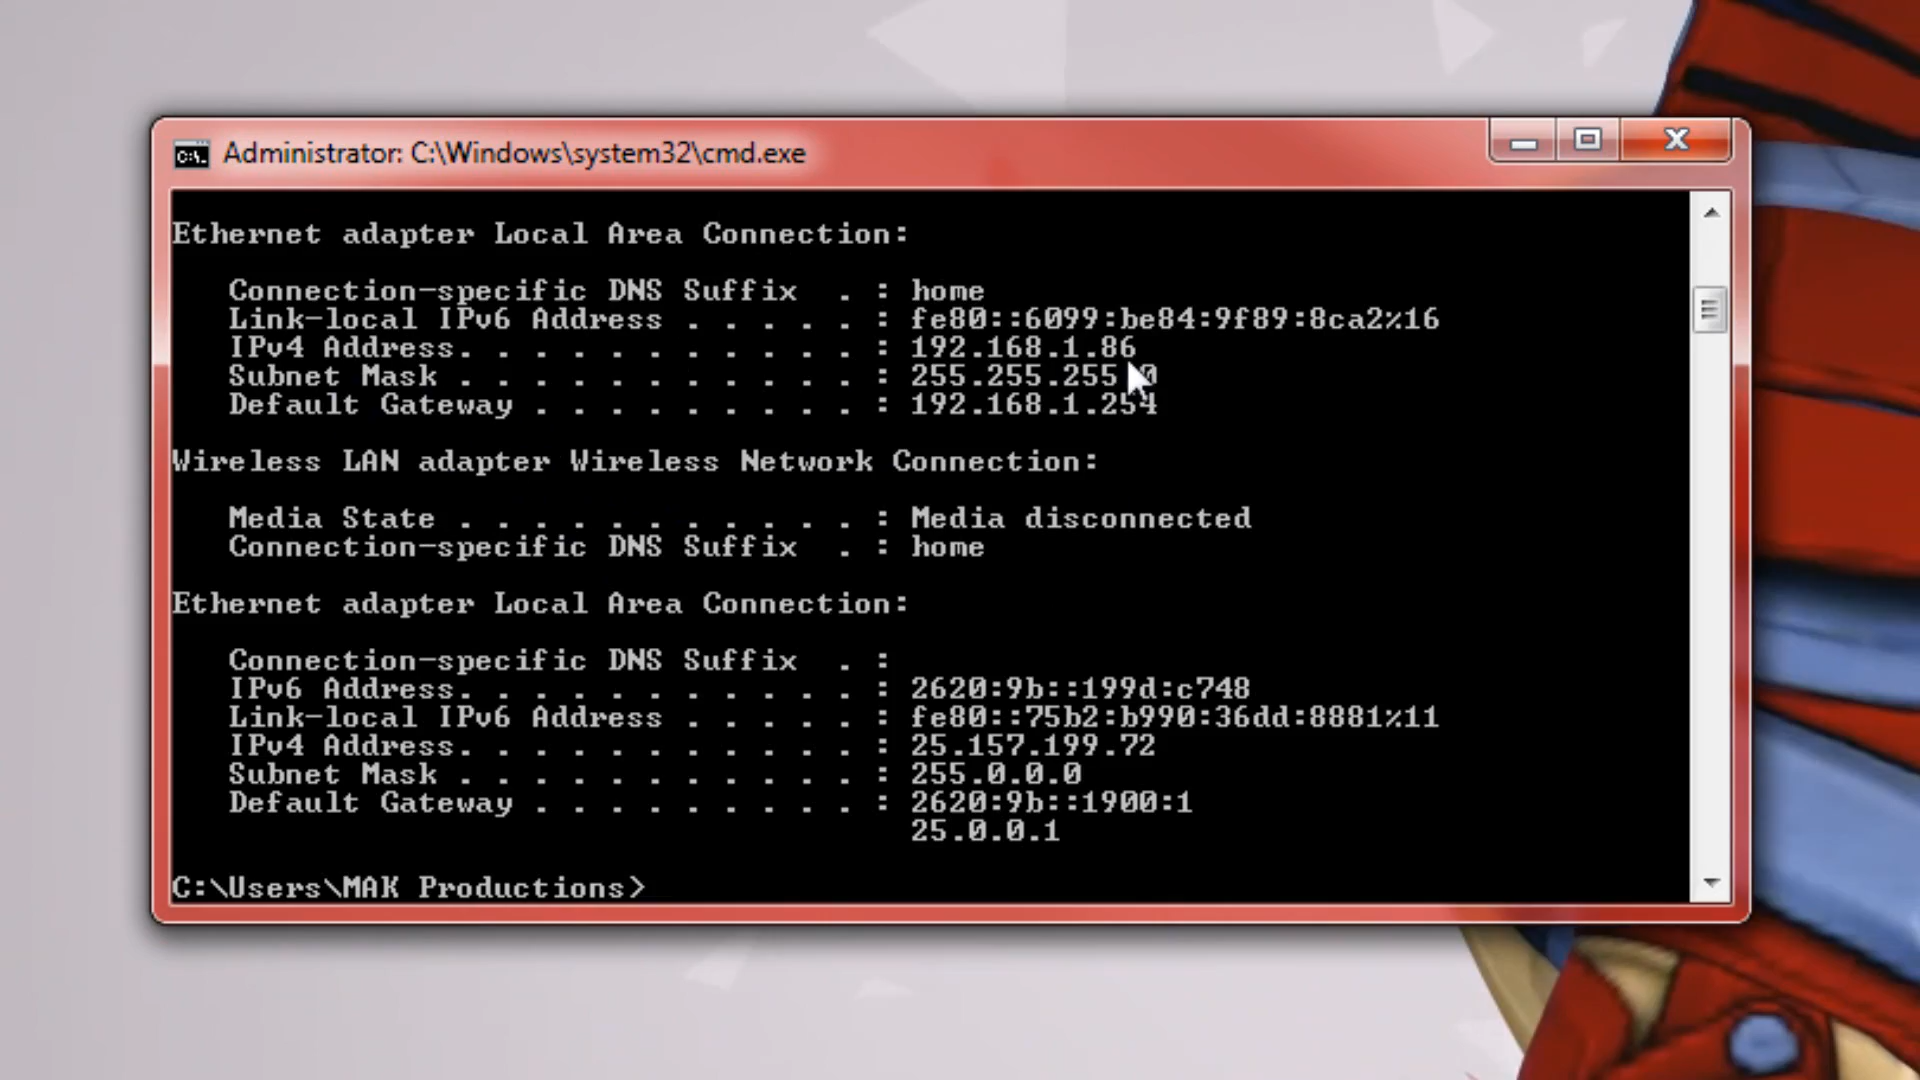 Administrator: C:\Windows\system32\cmd.exe
Ethernet adapter Local Area Connection:
Connection-specific DNS Suffix . : home
Link-local IPv6 Address . . . . . : fe80::6099:be84:9f89:8ca2%16
IPv4 Address. . . . . . . . . . . : 192.168.1.86
Subnet Mask . . . . . . . . . . . : 255.255.255.0
Default Gateway . . . . . . . . . : 192.168.1.254
Wireless LAN adapter Wireless Network Connection:
Media State . . . . . . . . . . . : Media disconnected
Connection-specific DNS Suffix . : home
Ethernet adapter Local Area Connection:
Connection-specific DNS Suffix . :
IPv6 Address. . . . . . . . . . . : 2620:9b::199d:c748
Link-local IPv6 Address . . . . . : fe80::75b2:b990:36dd:8881%11
IPv4 Address. . . . . . . . . . . : 25.157.199.72
Subnet Mask . . . . . . . . . . . : 255.0.0.0
Default Gateway . . . . . . . . . : 2620:9b::1900:1
25.0.0.1
C:\Users\MAK Productions>